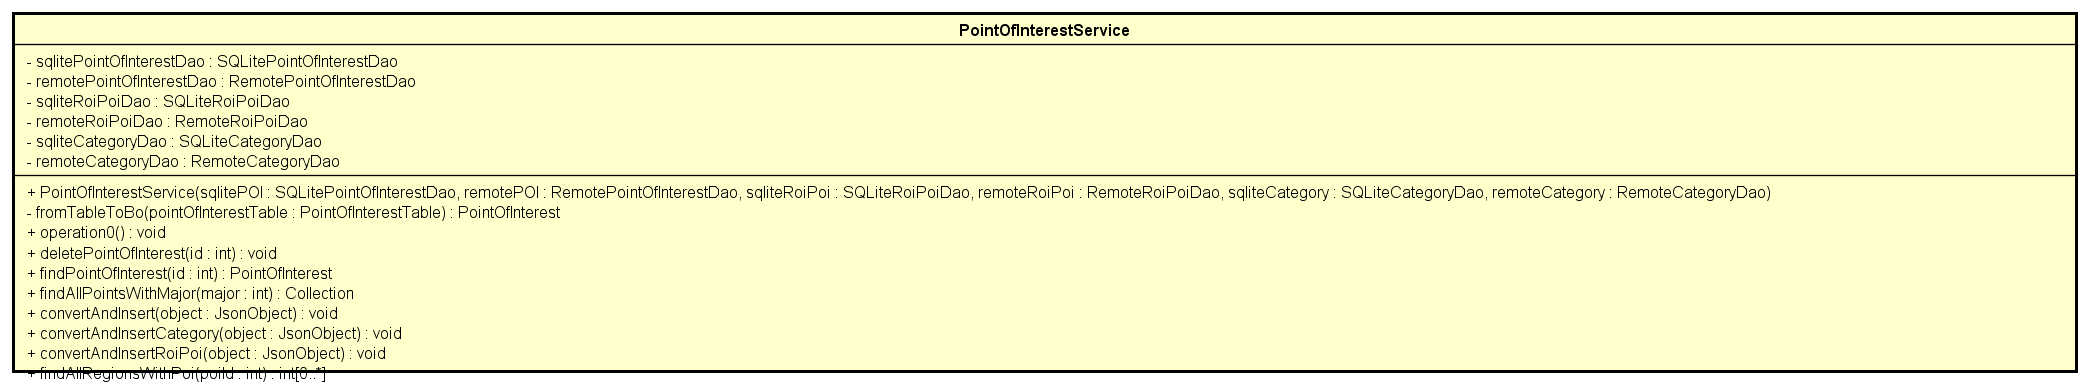 PointOfInterestService
- sqlitePointOfInterestDao : SQLitePointOfInterestDao
- remotePointOfInterestDao : RemotePointOfInterestDao
- sqliteRoiPoiDao : SQLiteRoiPoiDao
- remoteRoiPoiDao : RemoteRoiPoiDao
- sqliteCategoryDao : SQLiteCategoryDao
- remoteCategoryDao : RemoteCategoryDao
+ PointOfInterestService(sqlitePOI : SQLitePointOfInterestDao, remotePOI : RemotePointOfInterestDao, sqliteRoiPoi : SQLiteRoiPoiDao, remoteRoiPoi : RemoteRoiPoiDao, sqliteCategory : SQLiteCategoryDao, remoteCategory : RemoteCategoryDao)
- fromTableToBo(pointOfInterestTable : PointOfInterestTable) : PointOfInterest
+ operation0() : void
+ deletePointOfInterest(id : int) : void
+ findPointOfInterest(id : int) : PointOfInterest
+ findAllPointsWithMajor(major : int) : Collection
+ convertAndInsert(object : JsonObject) : void
+ convertAndInsertCategory(object : JsonObject) : void
+ convertAndInsertRoiPoi(object : JsonObject) : void
+ findAllRegionsWithPoi(poiId : int) : int[0..*]